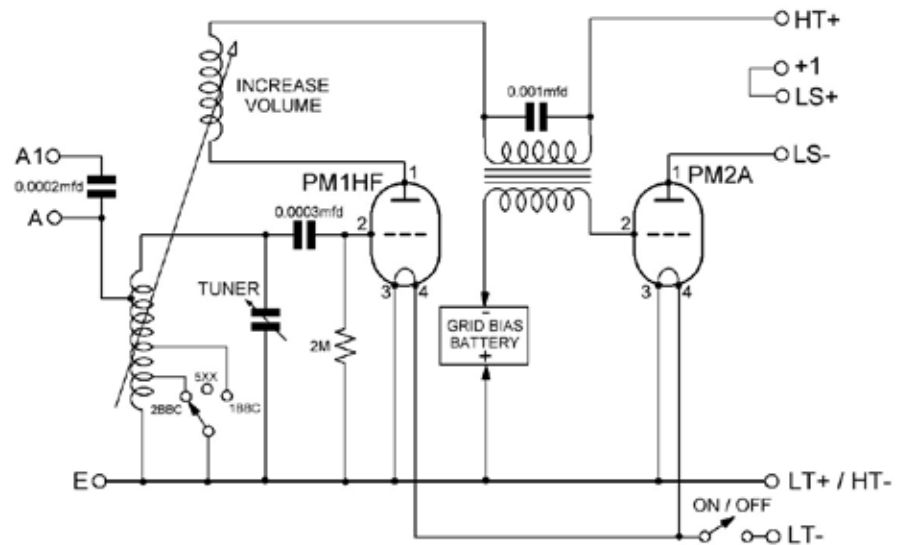 HT+
+1
LS+
LS-
INCREASE
VOLUME
0.001mfd
A1
0.0002mfd
A
PM1HF
1
2
3
4
0.0003mfd
PM2A
1
2
3
4
TUNER
2M
-
GRID BIAS
BATTERY
+
5XX
2BBC
1BBC
E
LT+ / HT-
ON / OFF
LT-